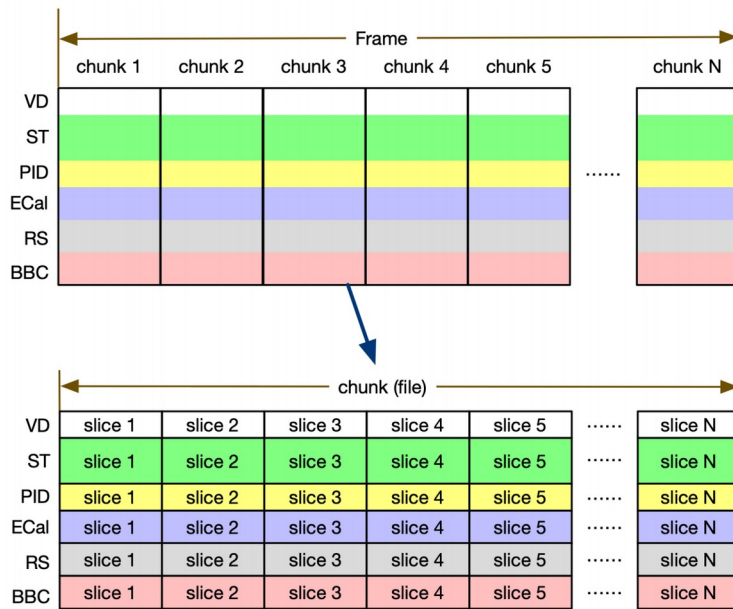 Frame
chunk 1 chunk 2 chunk 3 chunk 4 chunk 5 chunk N
VD
ST
PID ......
ECal
RS
BBC
chunk (file)
VD slice 1 slice 2 slice 3 slice 4 slice 5 ...... slice N
ST slice 1 slice 2 slice 3 slice 4 slice 5 ...... slice N
PID slice 1 slice 2 slice 3 slice 4 slice 5 ...... slice N
ECal slice 1 slice 2 slice 3 slice 4 slice 5 ...... slice N
RS slice 1 slice 2 slice 3 slice 4 slice 5 ...... slice N
BBC slice 1 slice 2 slice 3 slice 4 slice 5 ...... slice N